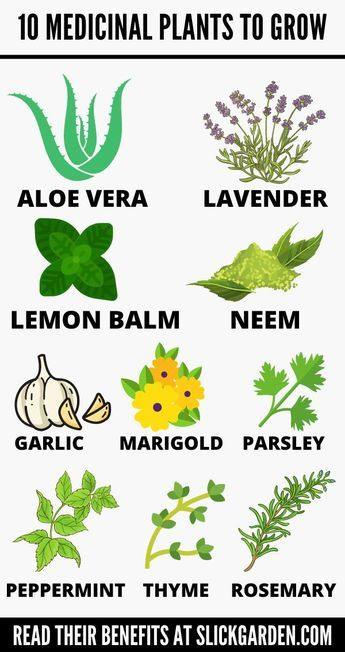 10 MEDICINAL PLANTS TO GROW
ALOE VERA
LAVENDER
LEMON BALM
NEEM
GARLIC
MARIGOLD
PARSLEY
PEPPERMINT
THYME
ROSEMARY
READ THEIR BENEFITS AT SLICKGARDEN.COM